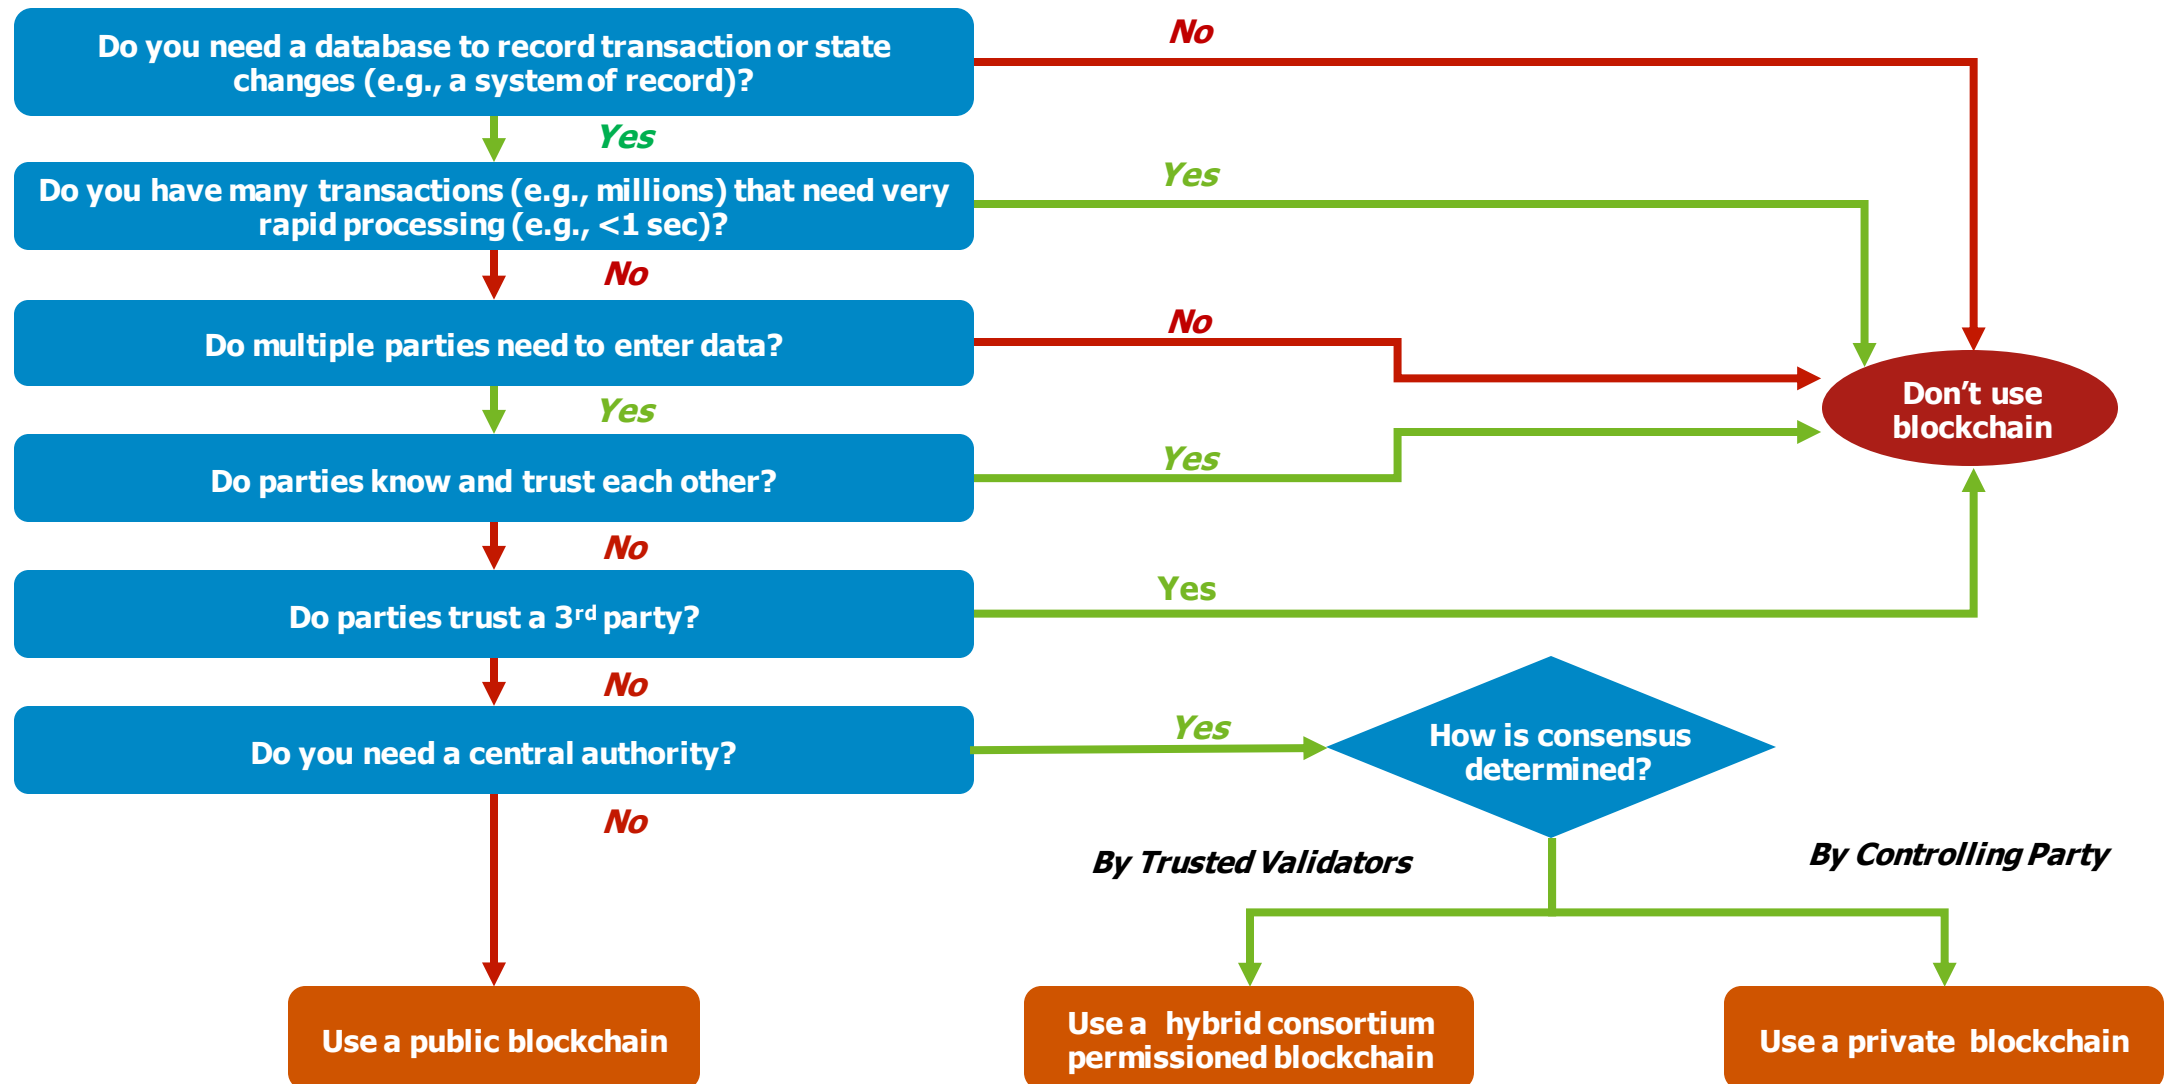 Do you need a database to record transaction or state
changes (e.g., a system of record)?
No
Yes
Do you have many transactions (e.g., millions) that need very
rapid processing (e.g., <1 sec)?
Yes
No
Do multiple parties need to enter data?
No
Yes
Don’t use
blockchain
Do parties know and trust each other?
Yes
No
Do parties trust a 3rd party?
Yes
No
Do you need a central authority?
Yes
How is consensus
determined?
No
By Trusted Validators
By Controlling Party
Use a public blockchain
Use a hybrid consortium
permissioned blockchain
Use a private blockchain